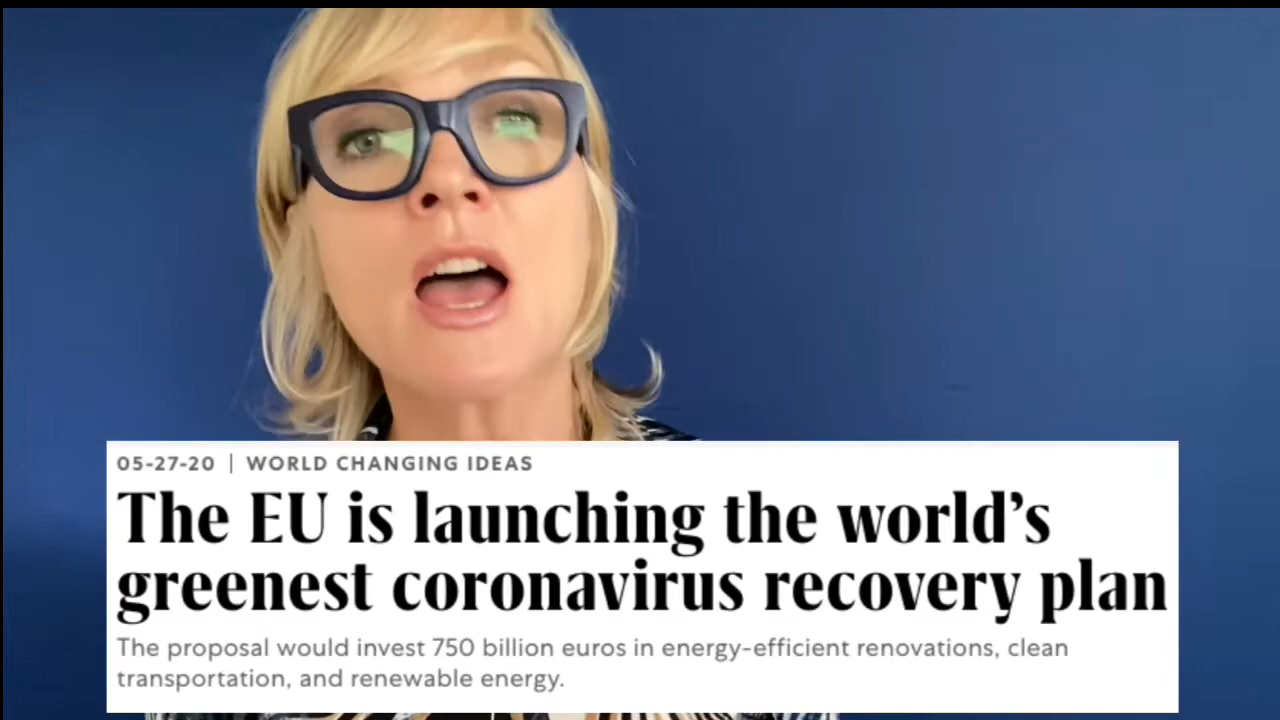 05-27-20 | WORLD CHANGING IDEAS
The EU is launching the world’s
greenest coronavirus recovery plan
The proposal would invest 750 billion euros in energy-efficient renovations, clean
transportation, and renewable energy.